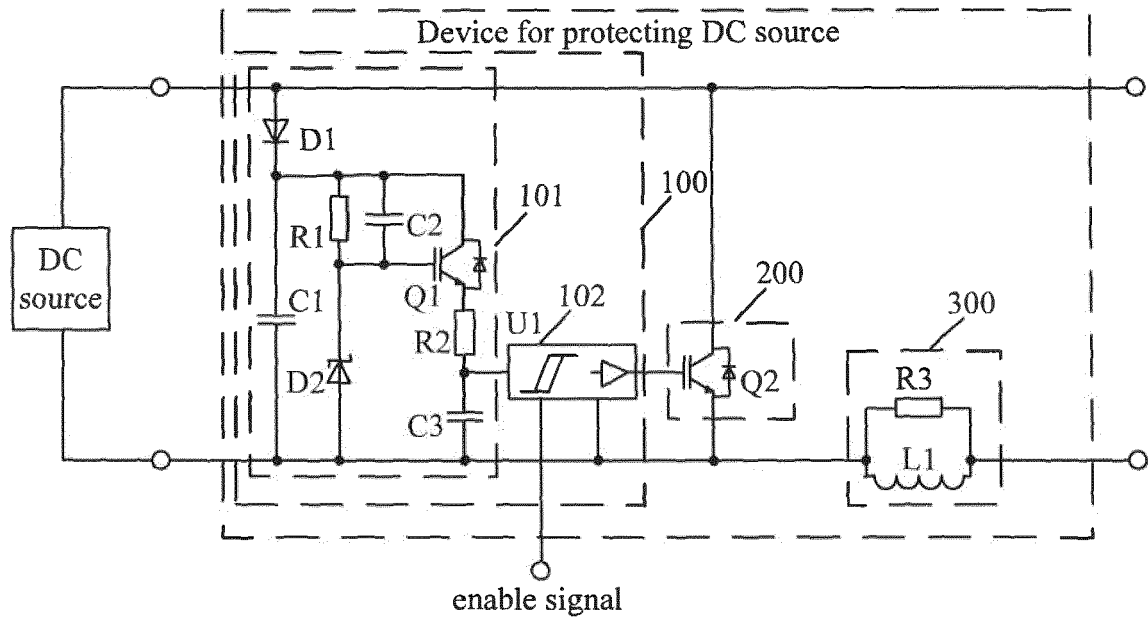 Device for protecting DC source
D1
100
101
R1
C2
DC
source
Q1
200
C1
102
300
U1
R2
R3
D2
Q2
C3
L1
enable signal